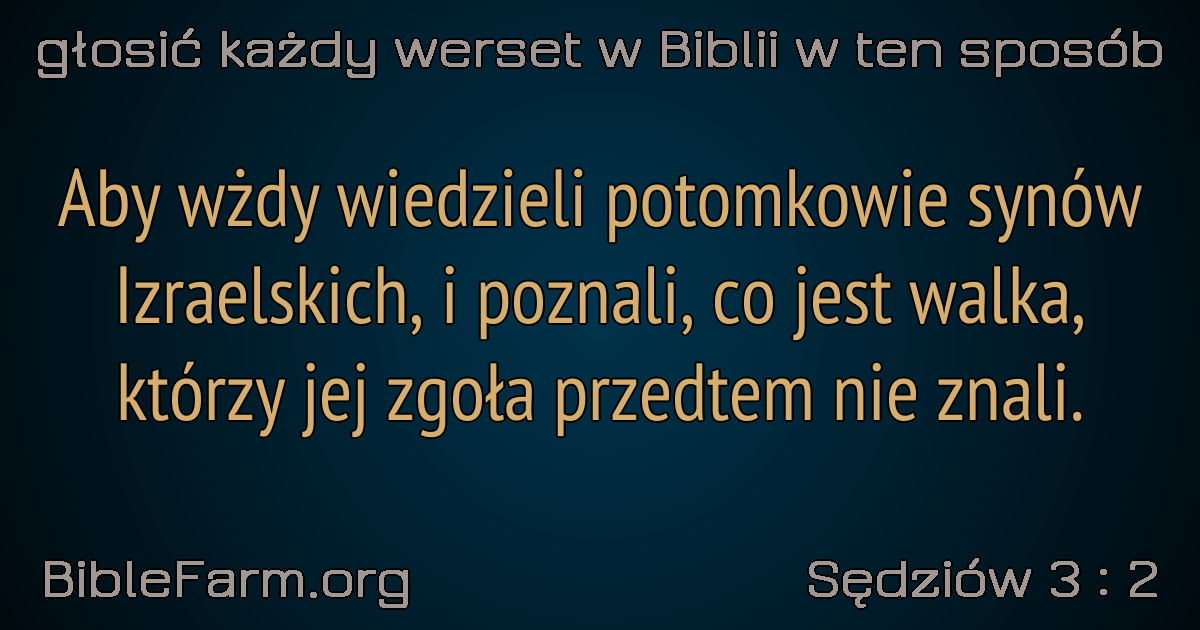 głosić każdy werset w Biblii w ten sposób
Aby wżdy wiedzieli potomkowie synów
Izraelskich, i poznali, co jest walka,
którzy jej zgoła przedtem nie znali.
BibleFarm.org
Sędziów 3 : 2